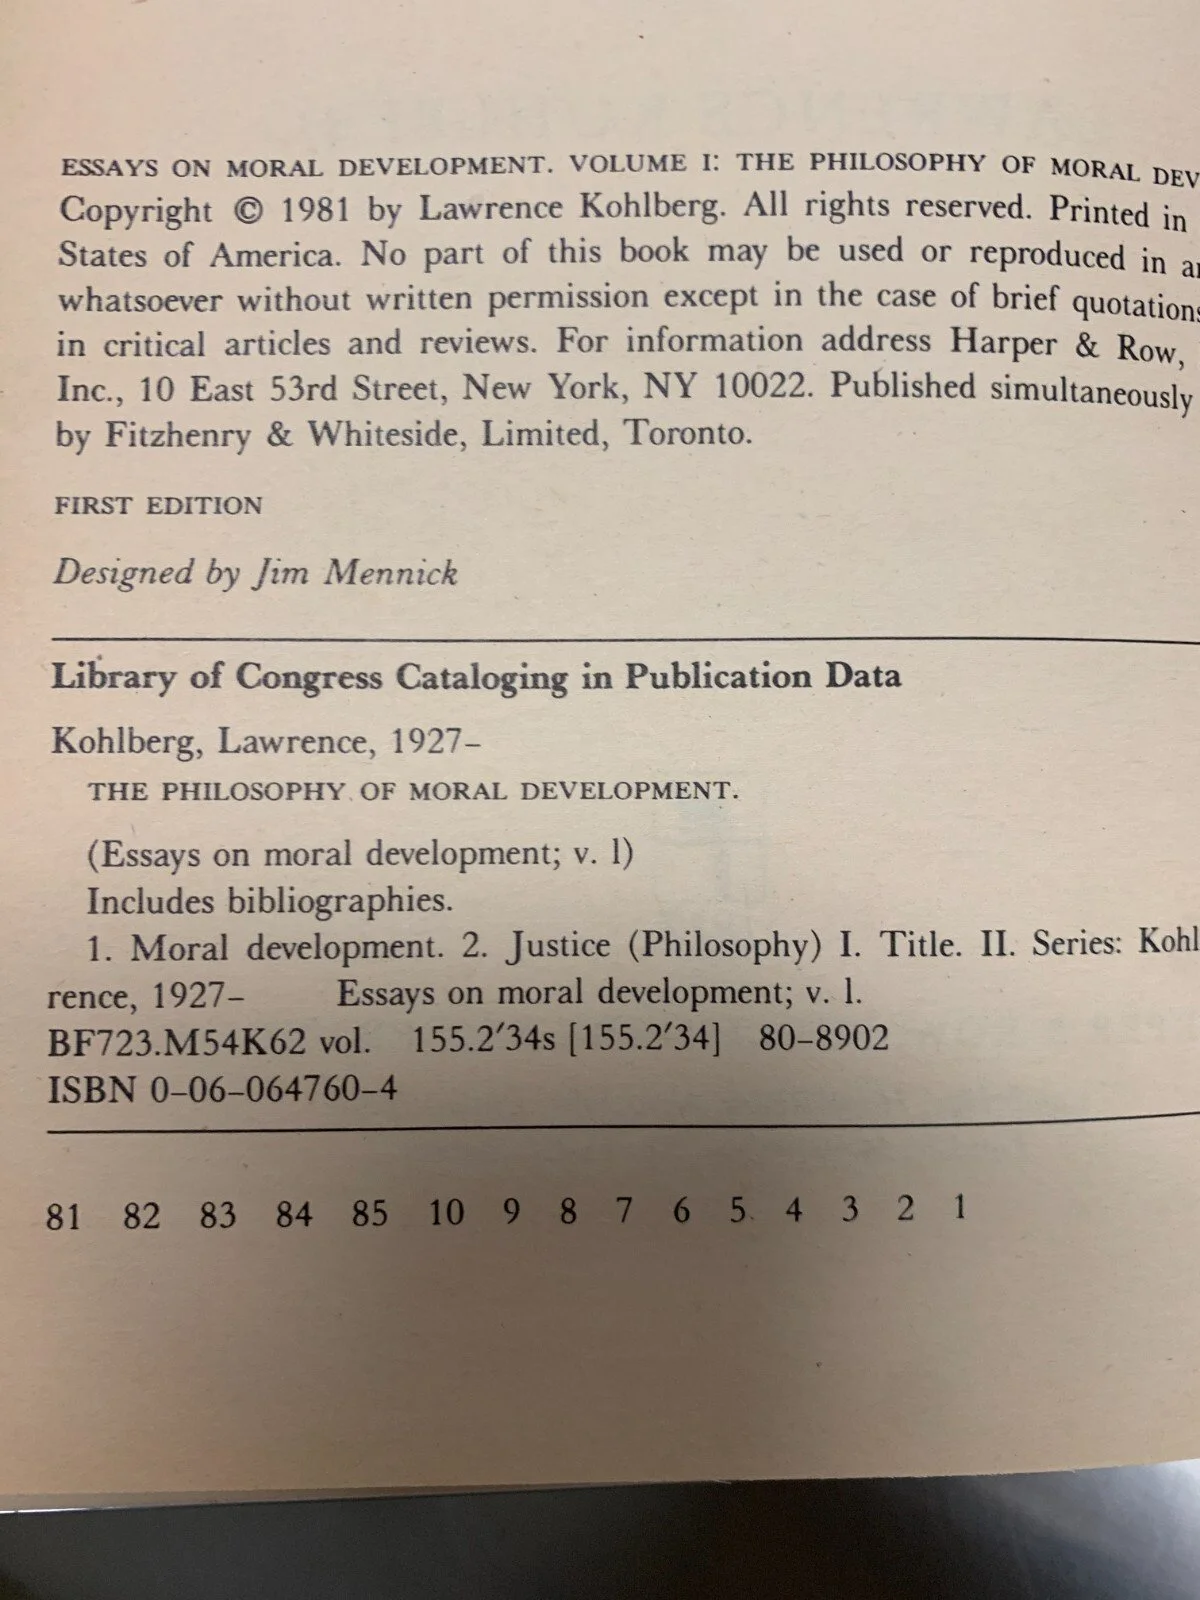 ESSAYS ON MORAL DEVELOPMENT. VOLUME I: THE PHILOSOPHY OF MORAL DEV
Copyright © 1981 by Lawrence Kohlberg. All rights reserved. Printed in
States of America. No part of this book may be used or reproduced in
whatsoever without written permission except in the case of brief quotations
in critical articles and reviews. For information address Harper & Row,
Inc., 10 East 53rd Street, New York, NY 10022. Published simultaneously
by Fitzhenry & Whiteside, Limited, Toronto.
FIRST EDITION
Designed by Jim Mennick
Library of Congress Cataloging in Publication Data
Kohlberg, Lawrence, 1927–
THE PHILOSOPHY OF MORAL DEVELOPMENT.
(Essays on moral development; v. l)
Includes bibliographies.
1. Moral development. 2. Justice (Philosophy) I. Title. II. Series: Kohl
rence, 1927– Essays on moral development; v. l.
BF723.M54K62 vol. 155.2′34s [155.2′34] 80–8902
ISBN 0–06–064760–4
81 82 83 84 85 10 9 8 7 6 5 4 3 2 1